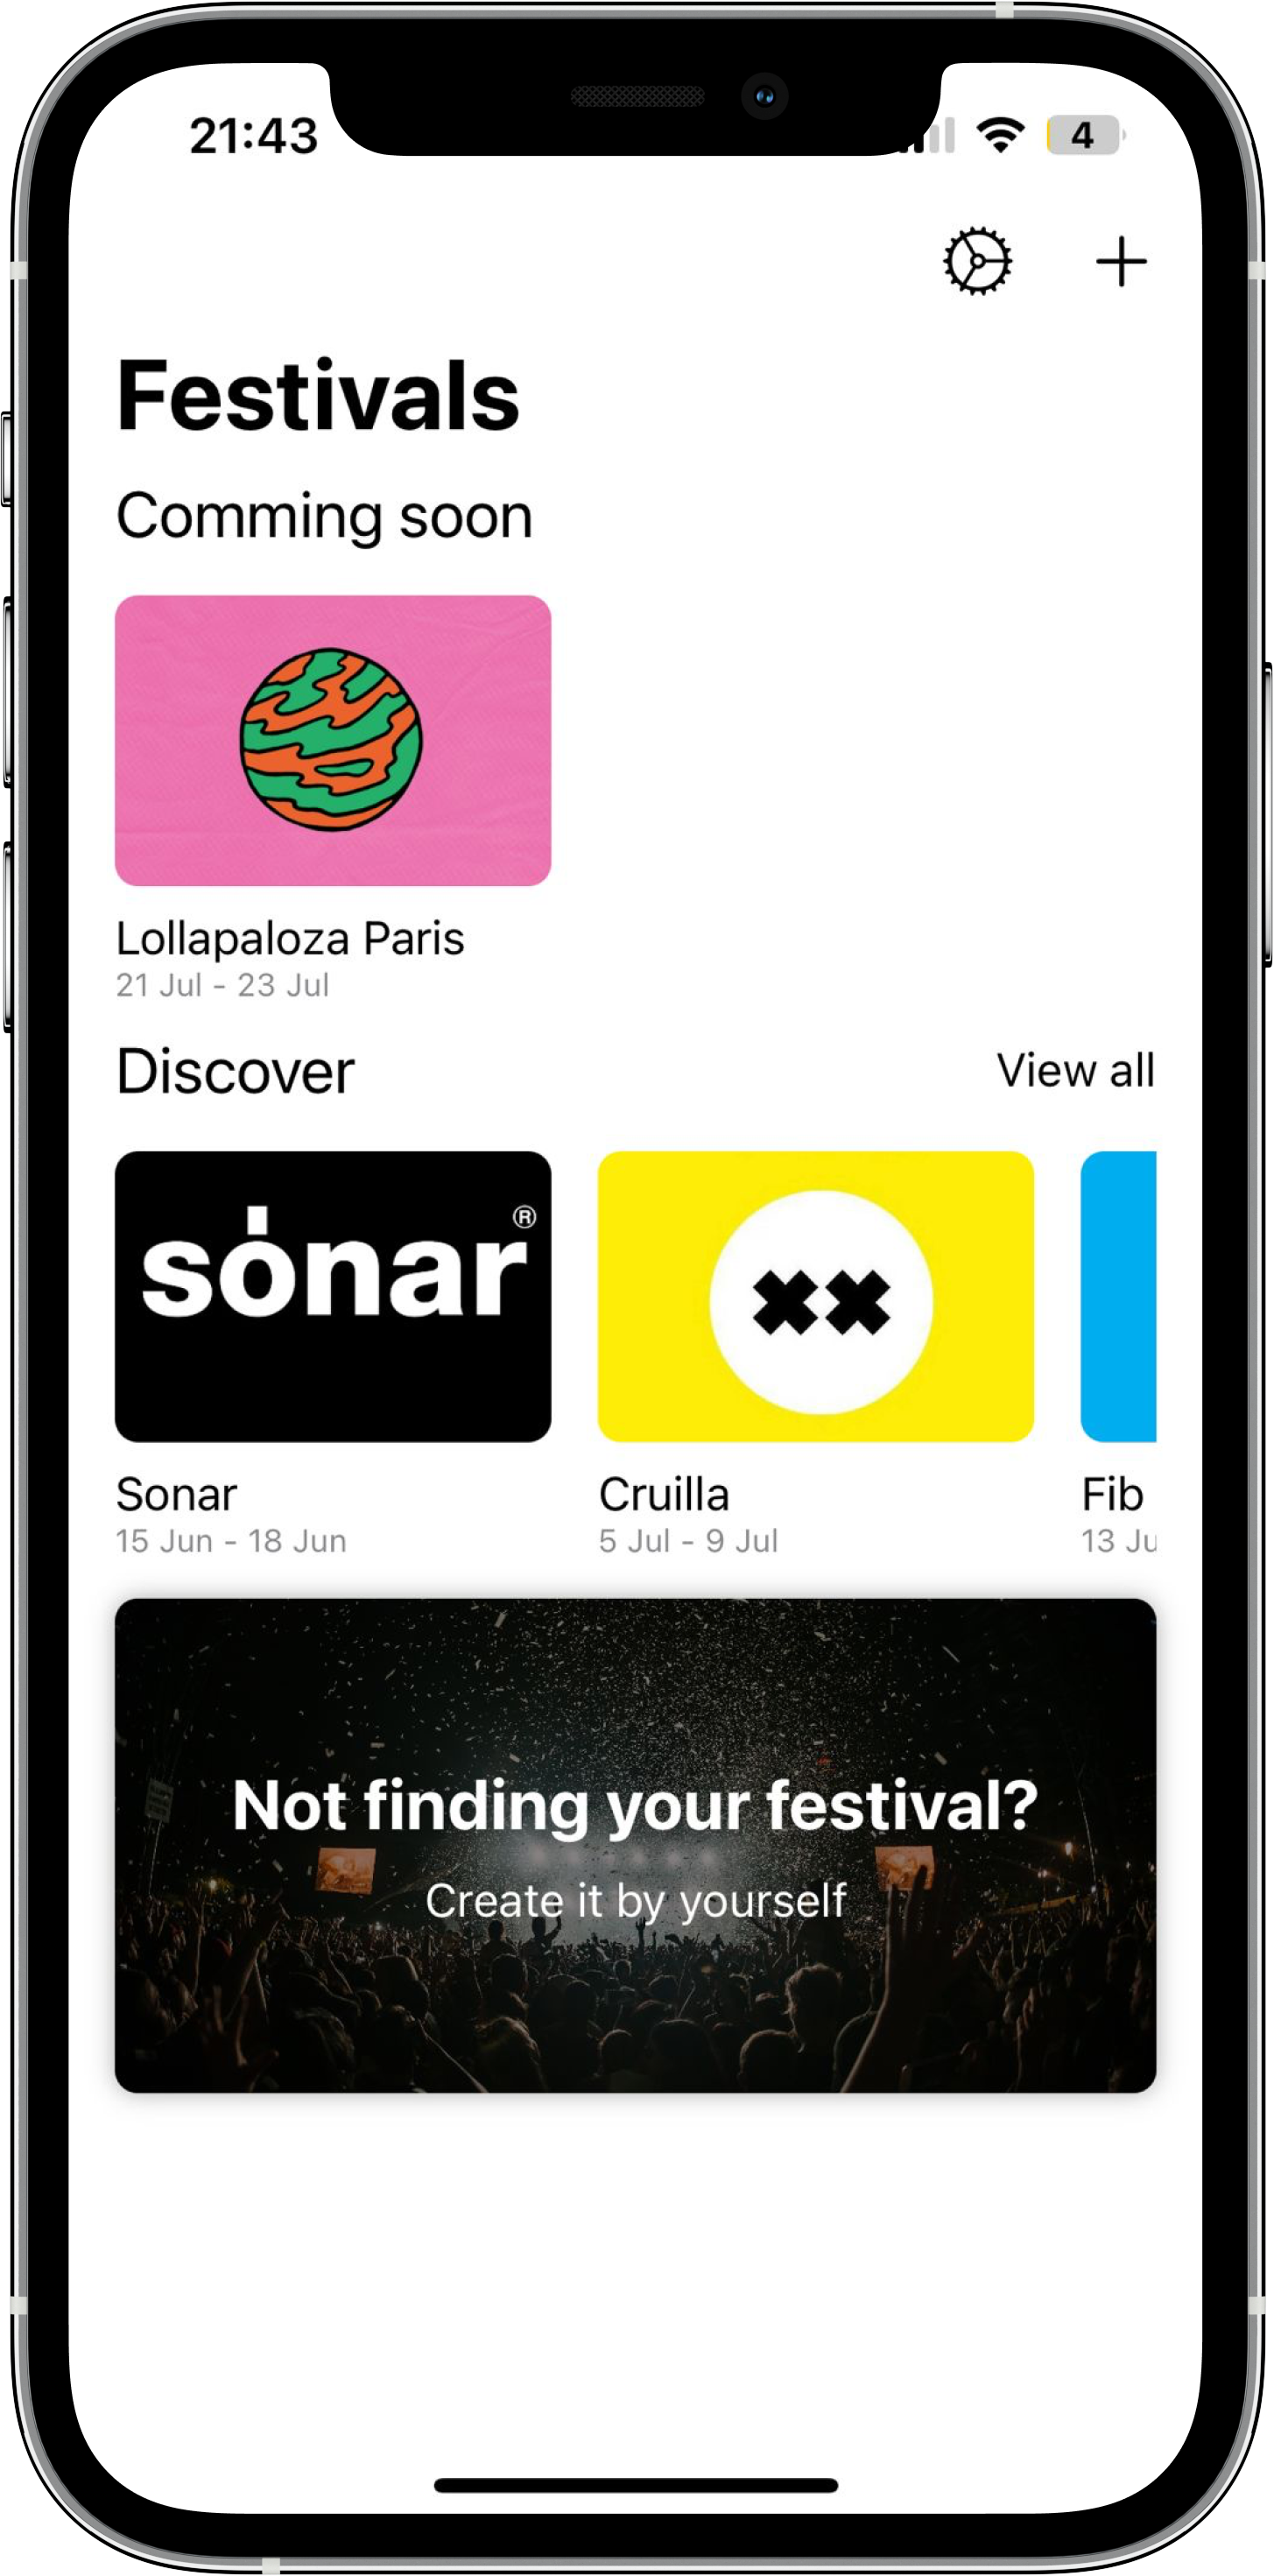 21:43
4
Festivals
Comming soon
Lollapaloza Paris
21 Jul - 23 Jul
Discover
View all
sónar®
Sonar
Cruilla
Fib
15 Jun - 18 Jun
5 Jul - 9 Jul
13 Ju
Not finding your festival?
Create it by yourself